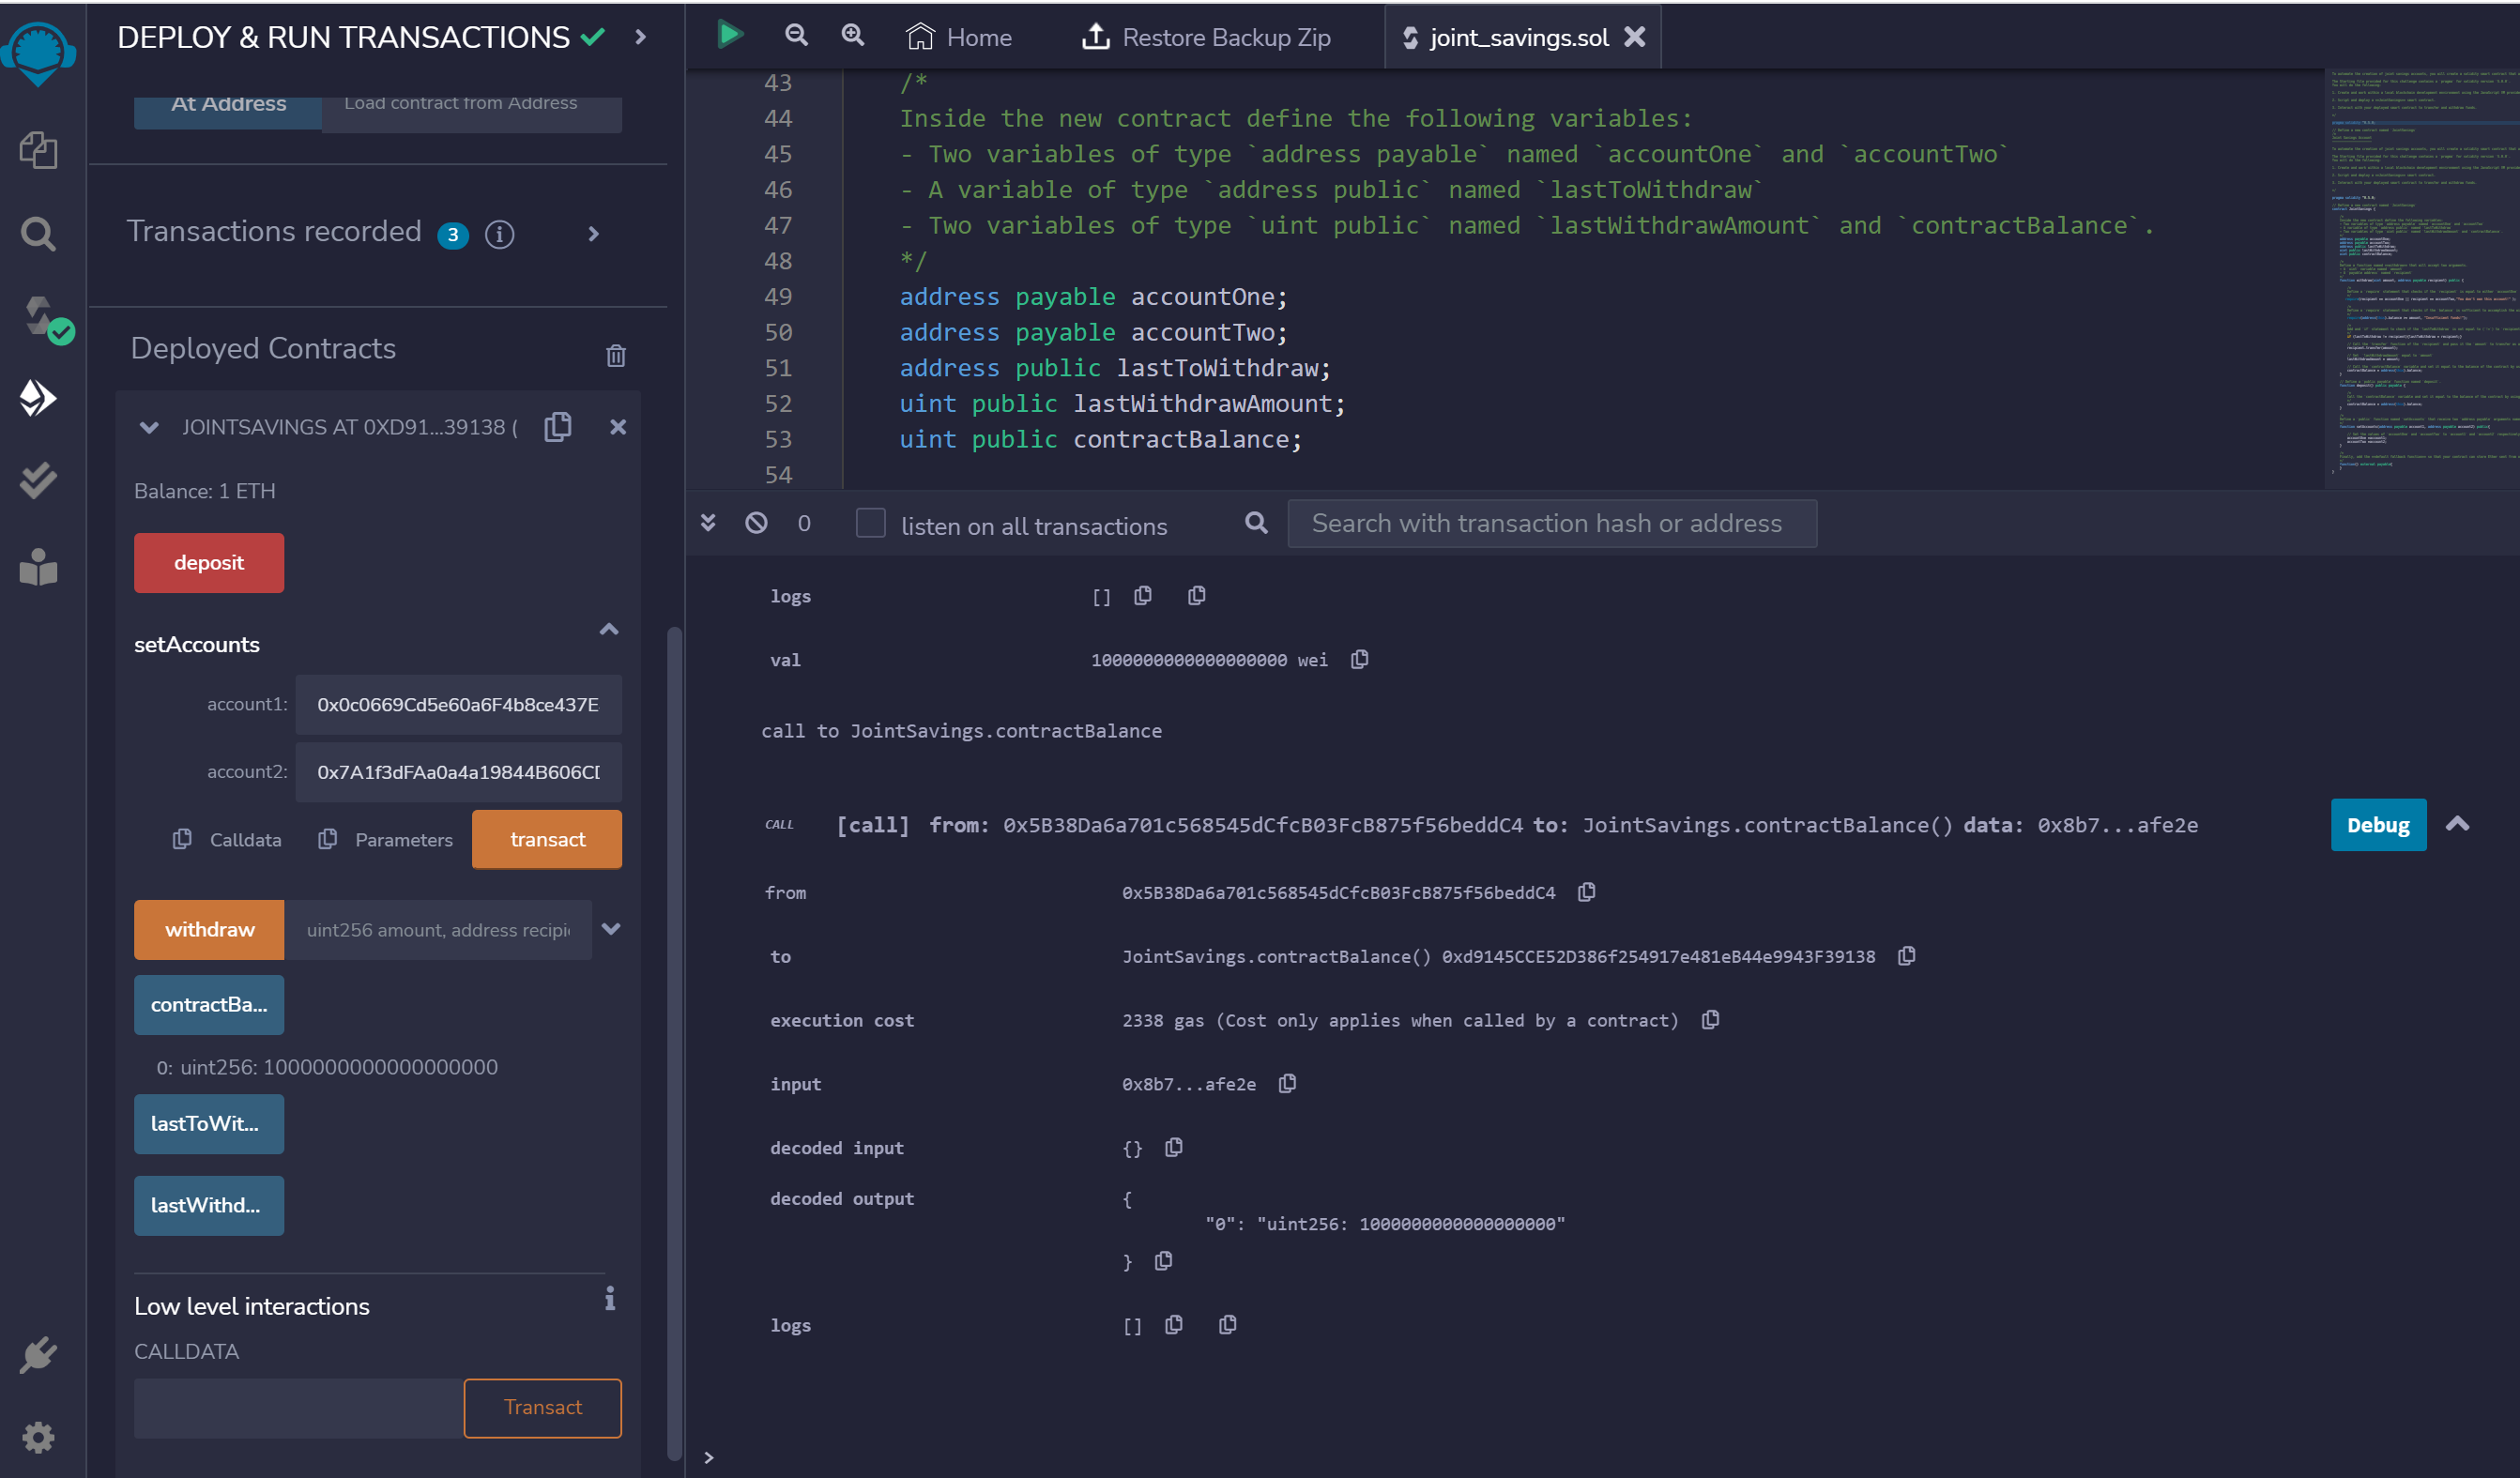 DEPLOY & RUN TRANSACTIONS
At Address Load contract from Address
Transactions recorded 3
Deployed Contracts
JOINTSAVINGS AT 0XD91...39138 (
Balance: 1 ETH
deposit
setAccounts
account1: 0x0c0669Cd5e60a6F4b8ce437E
account2: 0x7A1f3dFAa0a4a19844B606CD
Calldata Parameters transact
withdraw uint256 amount, address recipi
contractBa...
0: uint256: 1000000000000000000
lastToWit...
lastWithd...
Low level interactions
CALLDATA
Transact
Home Restore Backup Zip joint_savings.sol
43 /*
44 Inside the new contract define the following variables:
45 - Two variables of type `address payable` named `accountOne` and `accountTwo`
46 - A variable of type `address public` named `lastToWithdraw`
47 - Two variables of type `uint public` named `lastWithdrawAmount` and `contractBalance`.
48 */
49 address payable accountOne;
50 address payable accountTwo;
51 address public lastToWithdraw;
52 uint public lastWithdrawAmount;
53 uint public contractBalance;
54
0 listen on all transactions Search with transaction hash or address
logs []
val 1000000000000000000 wei
call to JointSavings.contractBalance
CALL [call] from: 0x5B38Da6a701c568545dCfcB03FcB875f56beddC4 to: JointSavings.contractBalance() data: 0x8b7...afe2e Debug
from 0x5B38Da6a701c568545dCfcB03FcB875f56beddC4
to JointSavings.contractBalance() 0xd9145CCE52D386f254917e481eB44e9943F39138
execution cost 2338 gas (Cost only applies when called by a contract)
input 0x8b7...afe2e
decoded input {}
decoded output {
"0": "uint256: 1000000000000000000"
}
logs []
>